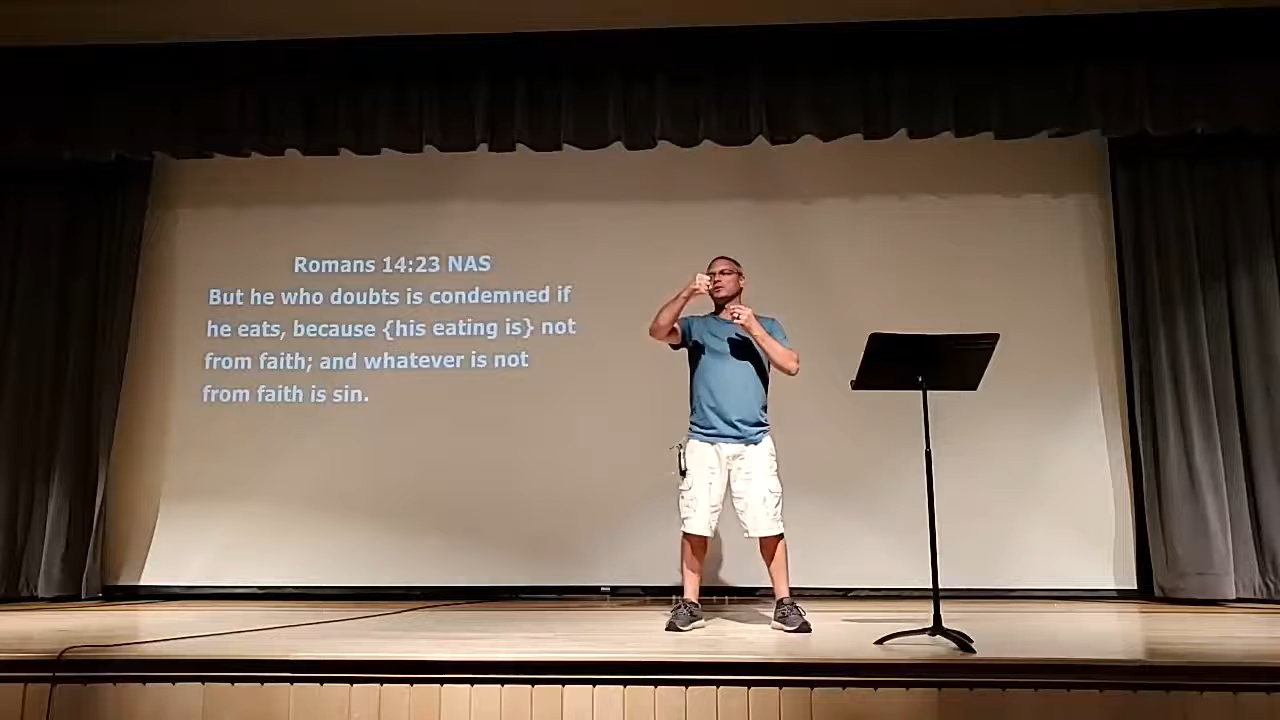 Romans 14:23 NAS
But he who doubts is condemned if
he eats, because {his eating is} not
from faith; and whatever is not
from faith is sin.